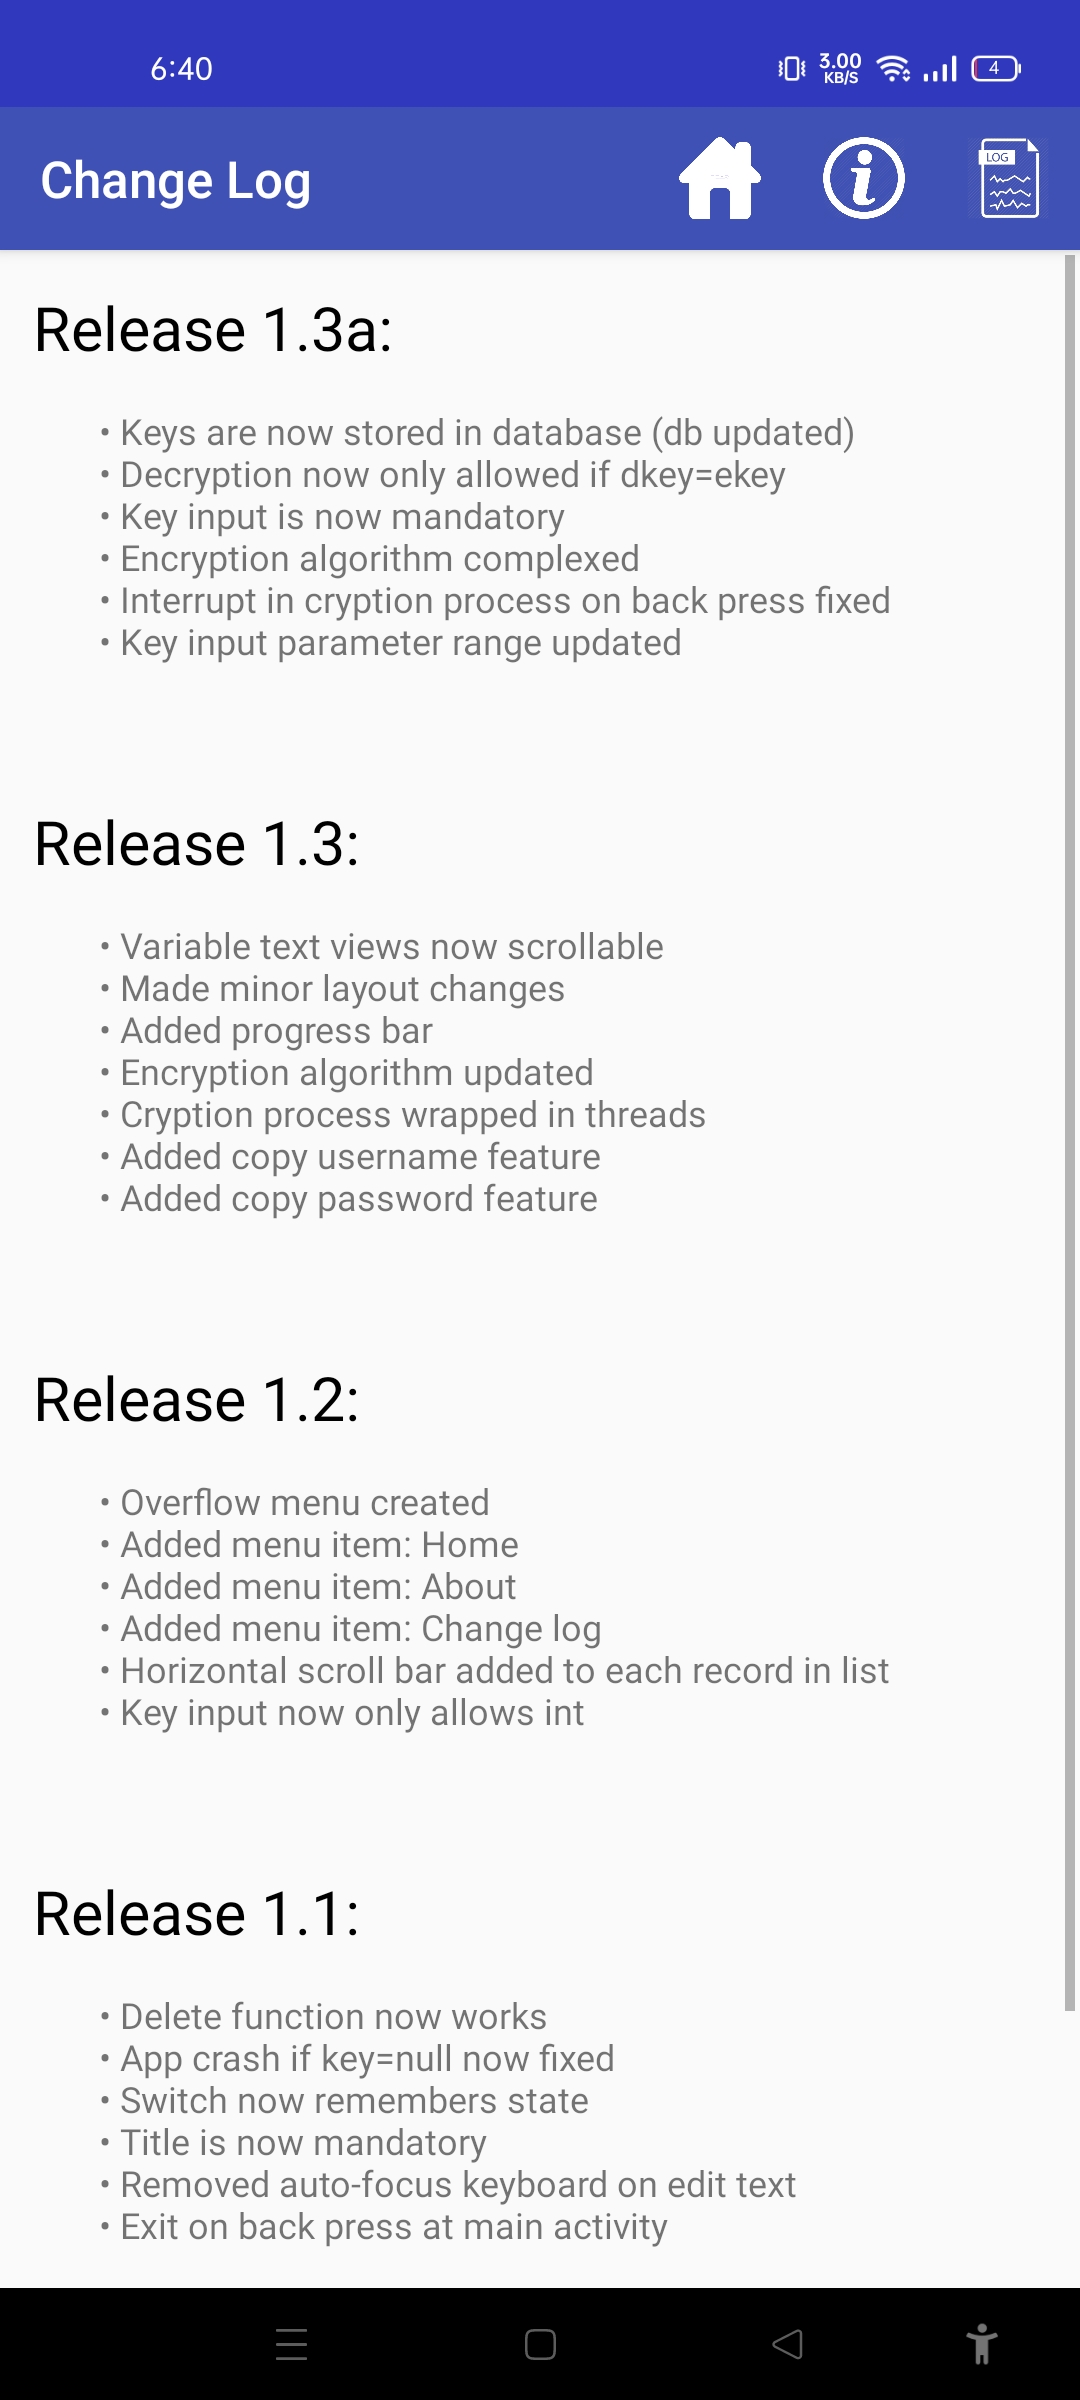 6:40
3.00
KB/S
4
Change Log
LOG
Release 1.3a:
• Keys are now stored in database (db updated)
• Decryption now only allowed if dkey=ekey
• Key input is now mandatory
• Encryption algorithm complexed
• Interrupt in cryption process on back press fixed
• Key input parameter range updated
Release 1.3:
• Variable text views now scrollable
• Made minor layout changes
• Added progress bar
• Encryption algorithm updated
• Cryption process wrapped in threads
• Added copy username feature
• Added copy password feature
Release 1.2:
• Overflow menu created
• Added menu item: Home
• Added menu item: About
• Added menu item: Change log
• Horizontal scroll bar added to each record in list
• Key input now only allows int
Release 1.1:
• Delete function now works
• App crash if key=null now fixed
• Switch now remembers state
• Title is now mandatory
• Removed auto-focus keyboard on edit text
• Exit on back press at main activity